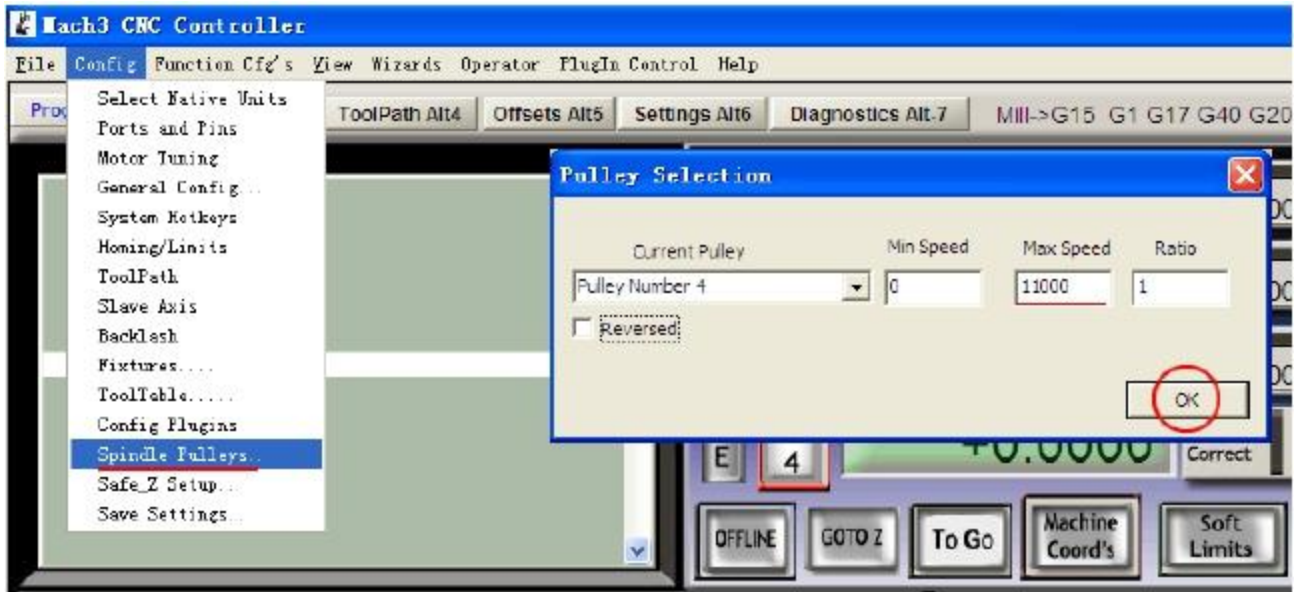 Mach3 CNC Controller
File Config Function Cfg's View Wizards Operator PlugIn Control Help
ToolPath Alt4 Offsets Alt5 Settings Alt6 Diagnostics Alt-7 Mill->G15 G1 G17 G40 G20
Select Native Units
Ports and Pins
Motor Tuning
General Config...
System Hotkeys
Homing/Limits
ToolPath
Slave Axis
Backlash
Fixtures....
ToolTable.....
Config Plugins
Spindle Pulleys..
Safe_Z Setup...
Save Settings..
Pulley Selection
Current Pulley Min Speed Max Speed Ratio
Pulley Number 4 0 11000 1
Reversed
OK
E 4 +0.0000 Correct
OFFLINE GOTO Z To Go Machine Coord's Soft Limits